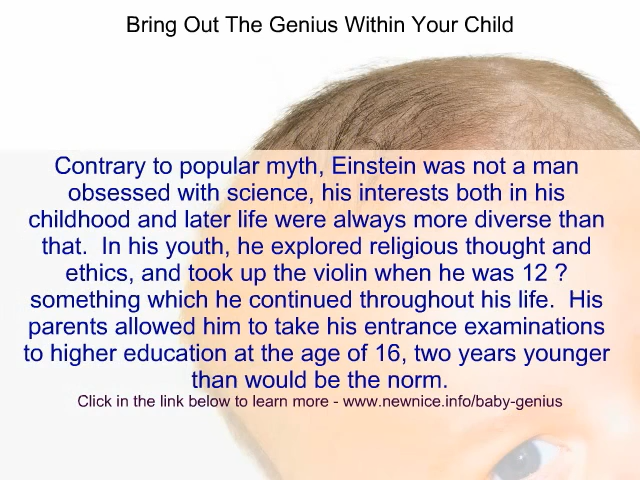 Bring Out The Genius Within Your Child
Contrary to popular myth, Einstein was not a man
obsessed with science, his interests both in his
childhood and later life were always more diverse than
that.  In his youth, he explored religious thought and
ethics, and took up the violin when he was 12 ?
something which he continued throughout his life.  His
parents allowed him to take his entrance examinations
to higher education at the age of 16, two years younger
than would be the norm.
Click in the link below to learn more - www.newnice.info/baby-genius